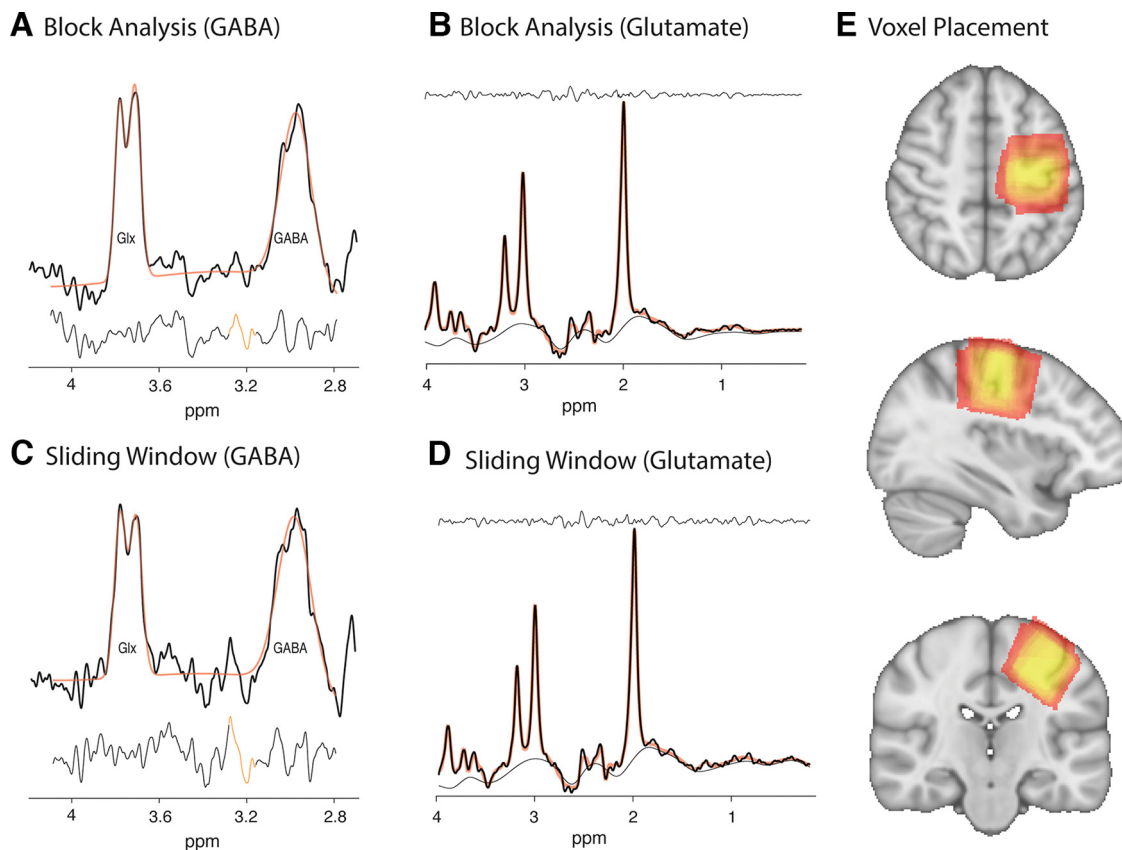 A Block Analysis (GABA)
Glx
GABA
4 3.6 3.2 2.8
ppm
B Block Analysis (Glutamate)
4 3 2 1
ppm
C Sliding Window (GABA)
Glx
GABA
4 3.6 3.2 2.8
ppm
D Sliding Window (Glutamate)
4 3 2 1
ppm
E Voxel Placement